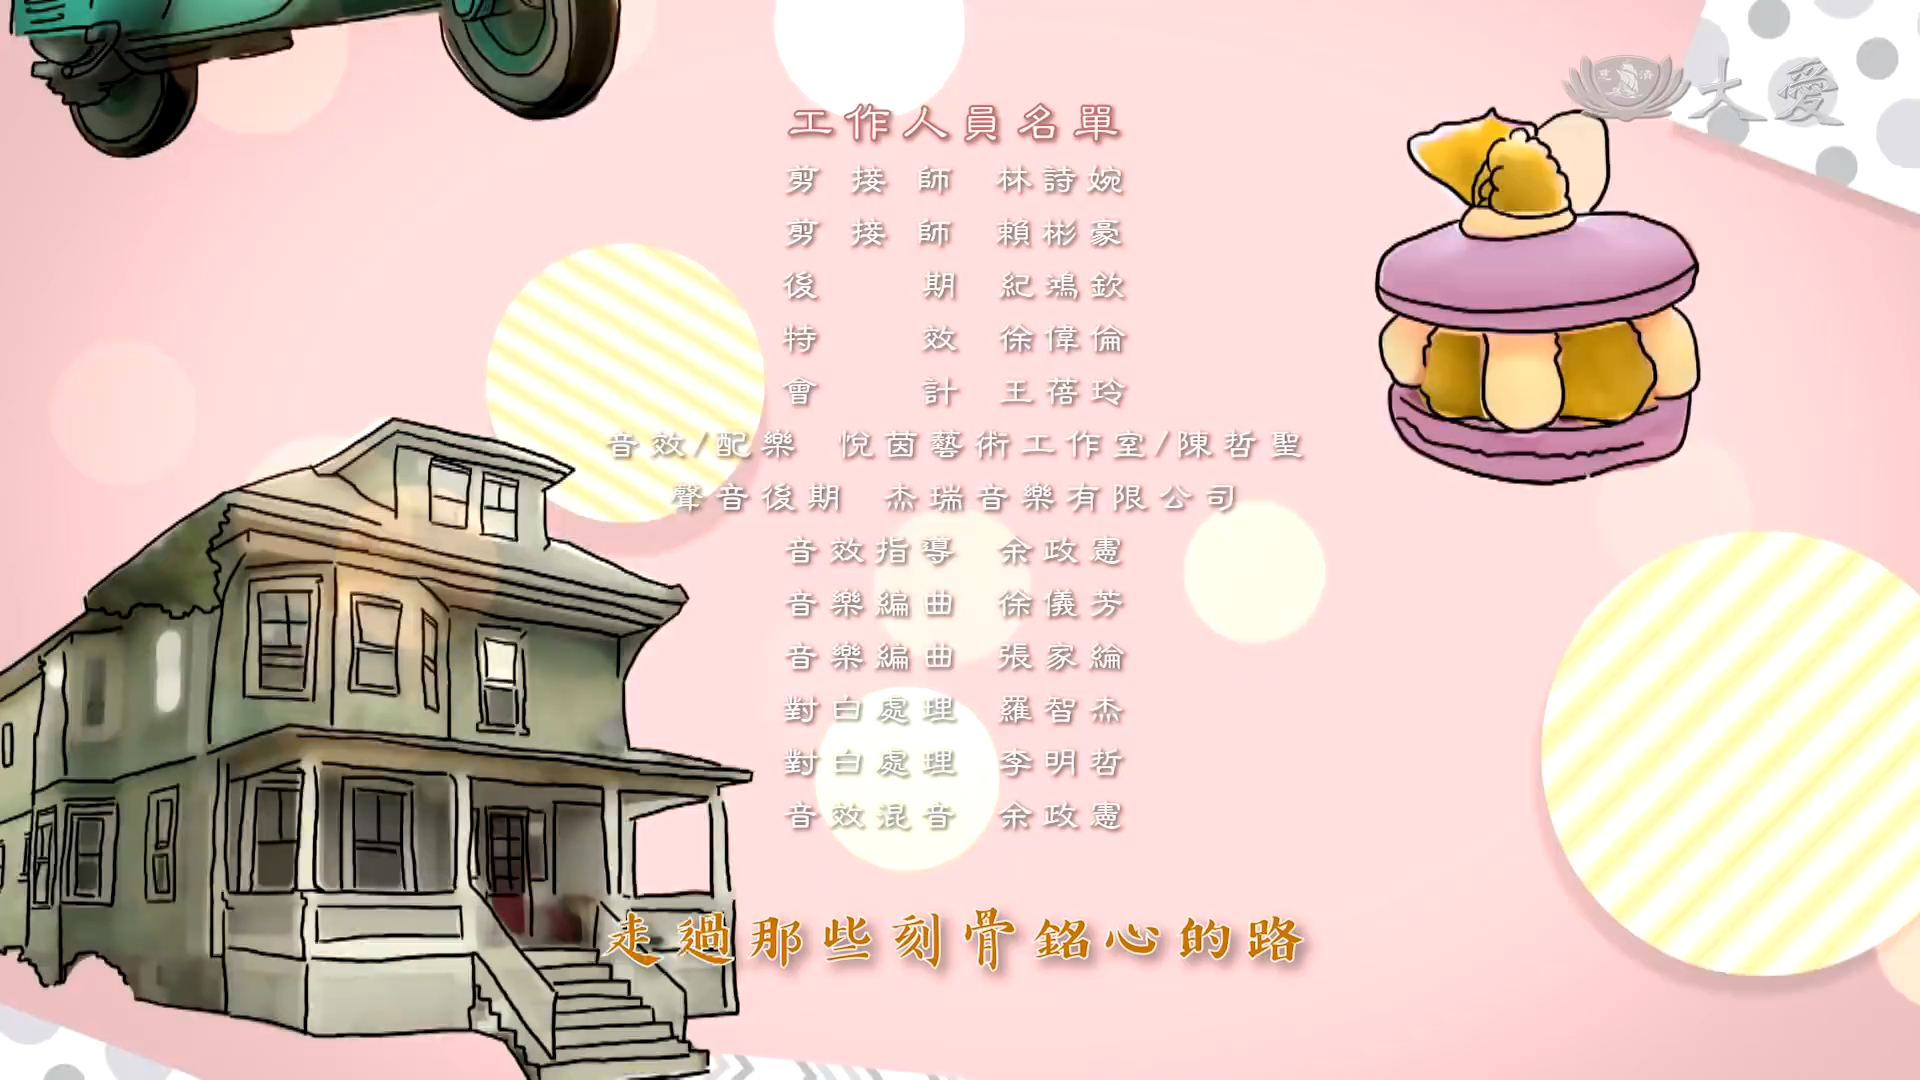 慈濟 大愛
工作人員名單
剪接師 林詩婉
剪接師 賴彬豪
後期 紀鴻欽
特效 徐偉倫
會計 王蓓玲
音效/配樂 悅茵藝術工作室/陳哲聖
聲音後期 杰瑞音樂有限公司
音效指導 余政憲
音樂編曲 徐儀芳
音樂編曲 張家綸
對白處理 羅智杰
對白處理 李明哲
音效混音 余政憲
走過那些刻骨銘心的路